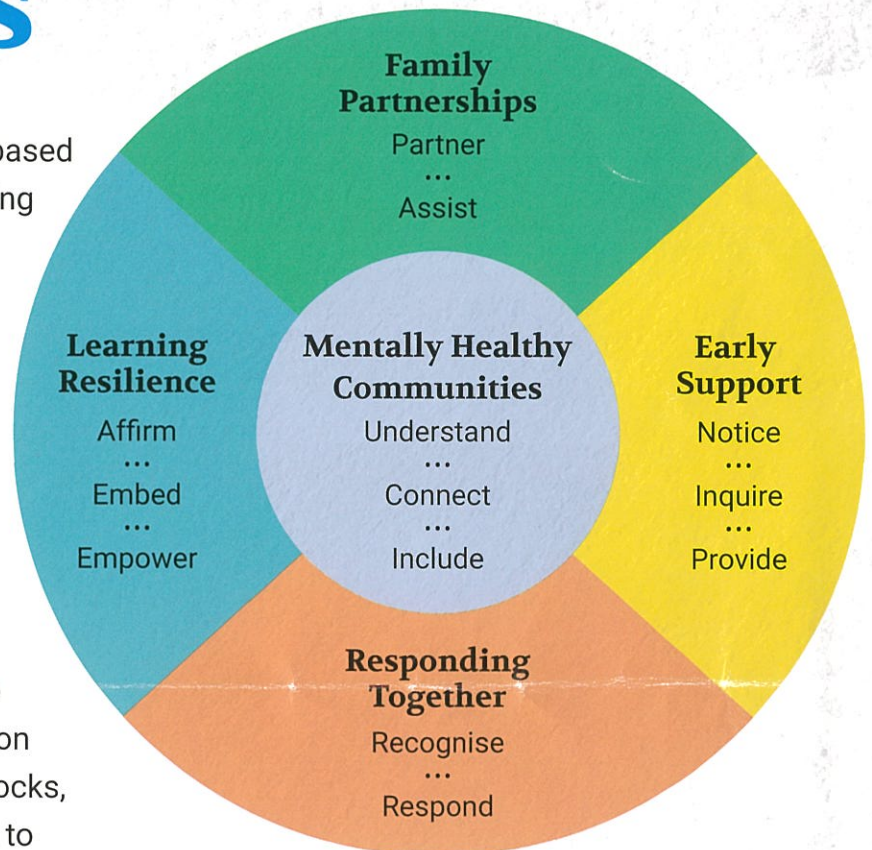 s
based
ng
on
ocks,
to
Family
Partnerships
Partner
...
Assist
Learning
Resilience
Affirm
...
Embed
...
Empower
Mentally Healthy
Communities
Understand
...
Connect
...
Include
Early
Support
Notice
...
Inquire
...
Provide
Responding
Together
Recognise
...
Respond